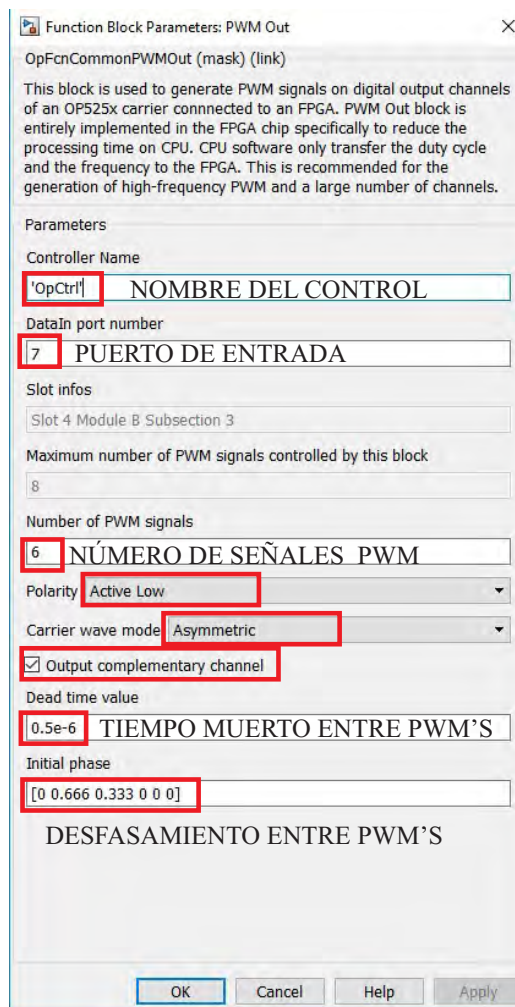 Function Block Parameters: PWM Out
OpFcnCommonPWMOut (mask) (link)
This block is used to generate PWM signals on digital output channels
of an OP525x carrier connnected to an FPGA. PWM Out block is
entirely implemented in the FPGA chip specifically to reduce the
processing time on CPU. CPU software only transfer the duty cycle
and the frequency to the FPGA. This is recommended for the
generation of high-frequency PWM and a large number of channels.
Parameters
Controller Name
'OpCtrl' NOMBRE DEL CONTROL
DataIn port number
7 PUERTO DE ENTRADA
Slot infos
Slot 4 Module B Subsection 3
Maximum number of PWM signals controlled by this block
8
Number of PWM signals
6 NÚMERO DE SEÑALES PWM
Polarity Active Low
Carrier wave mode Asymmetric
Output complementary channel
Dead time value
0.5e-6 TIEMPO MUERTO ENTRE PWM'S
Initial phase
[0 0.666 0.333 0 0 0]
DESFASAMIENTO ENTRE PWM'S
OK Cancel Help Apply